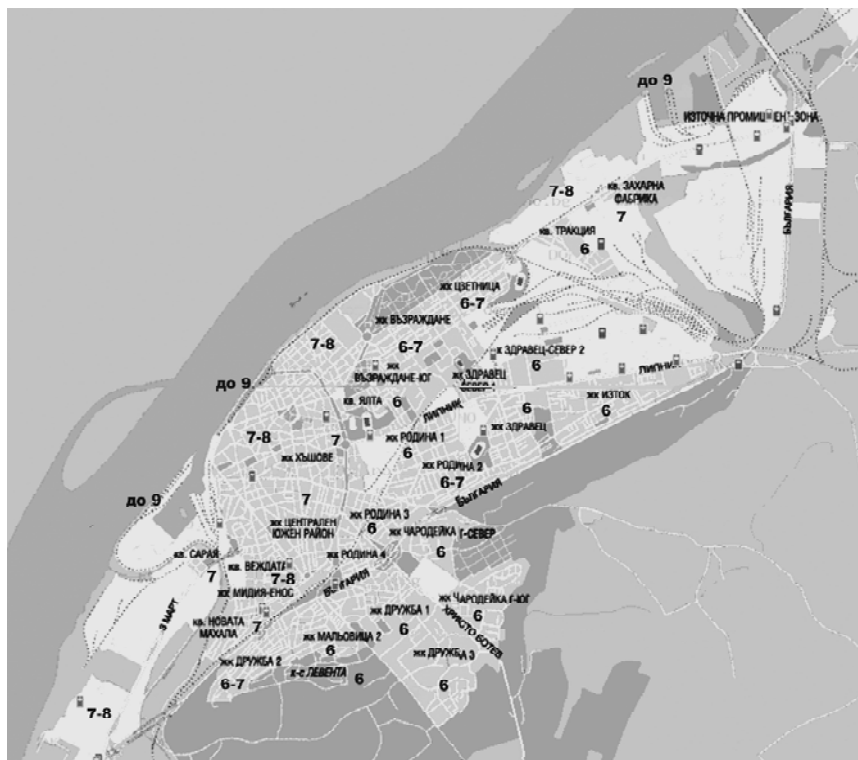 до 9
ИЗТОЧНА ПРОМИШ ЕНА ЗОНА
7-8
кв. ЗАХАРНА
ФАБРИКА
7
БЪЛГАРИЯ
кв. ТРАКЦИЯ
6
жк ЦВЕТНИЦА
6-7
жк ВЪЗРАЖДАНЕ
7-8
6-7
ЗДРАВЕЦ-СЕВЕР 2
6
жк
ВЪЗРАЖДАНЕ-ЮГ
жк ЗДРАВЕЦ
СЕВЕР 1
ЛИПНИК
до 9
кв. ЯЛТА
6
ЛИПНИК
6
жк ИЗТОК
6
7-8
7
жк РОДИНА 1
6
жк ЗДРАВЕЦ
жк ХЪШОВЕ
жк РОДИНА 2
6-7
до 9
7
БЪЛГАРИЯ
жк РОДИНА 3
6
жк ЦЕНТРАЛЕН
ЮЖЕН РАЙОН
жк ЧАРОДЕЙКА Г-СЕВЕР
6
кв. САРАЯ
7
жк РОДИНА 4
кв. ВЕЖДАТА
7-8
БЪЛГАРИЯ
жк МИДИЯ-ЕНОС
жк ЧАРОДЕЙКА Г-ЮГ
6
3 МАРТ
кв. НОВАТА
МАХАЛА
7
жк ДРУЖБА 1
6
ХРИСТО БОТЕВ
жк МАЛЬОВИЦА 2
6
жк ДРУЖБА 2
6-7
х-с ЛЕВЕНТА
6
жк ДРУЖБА 3
6
7-8